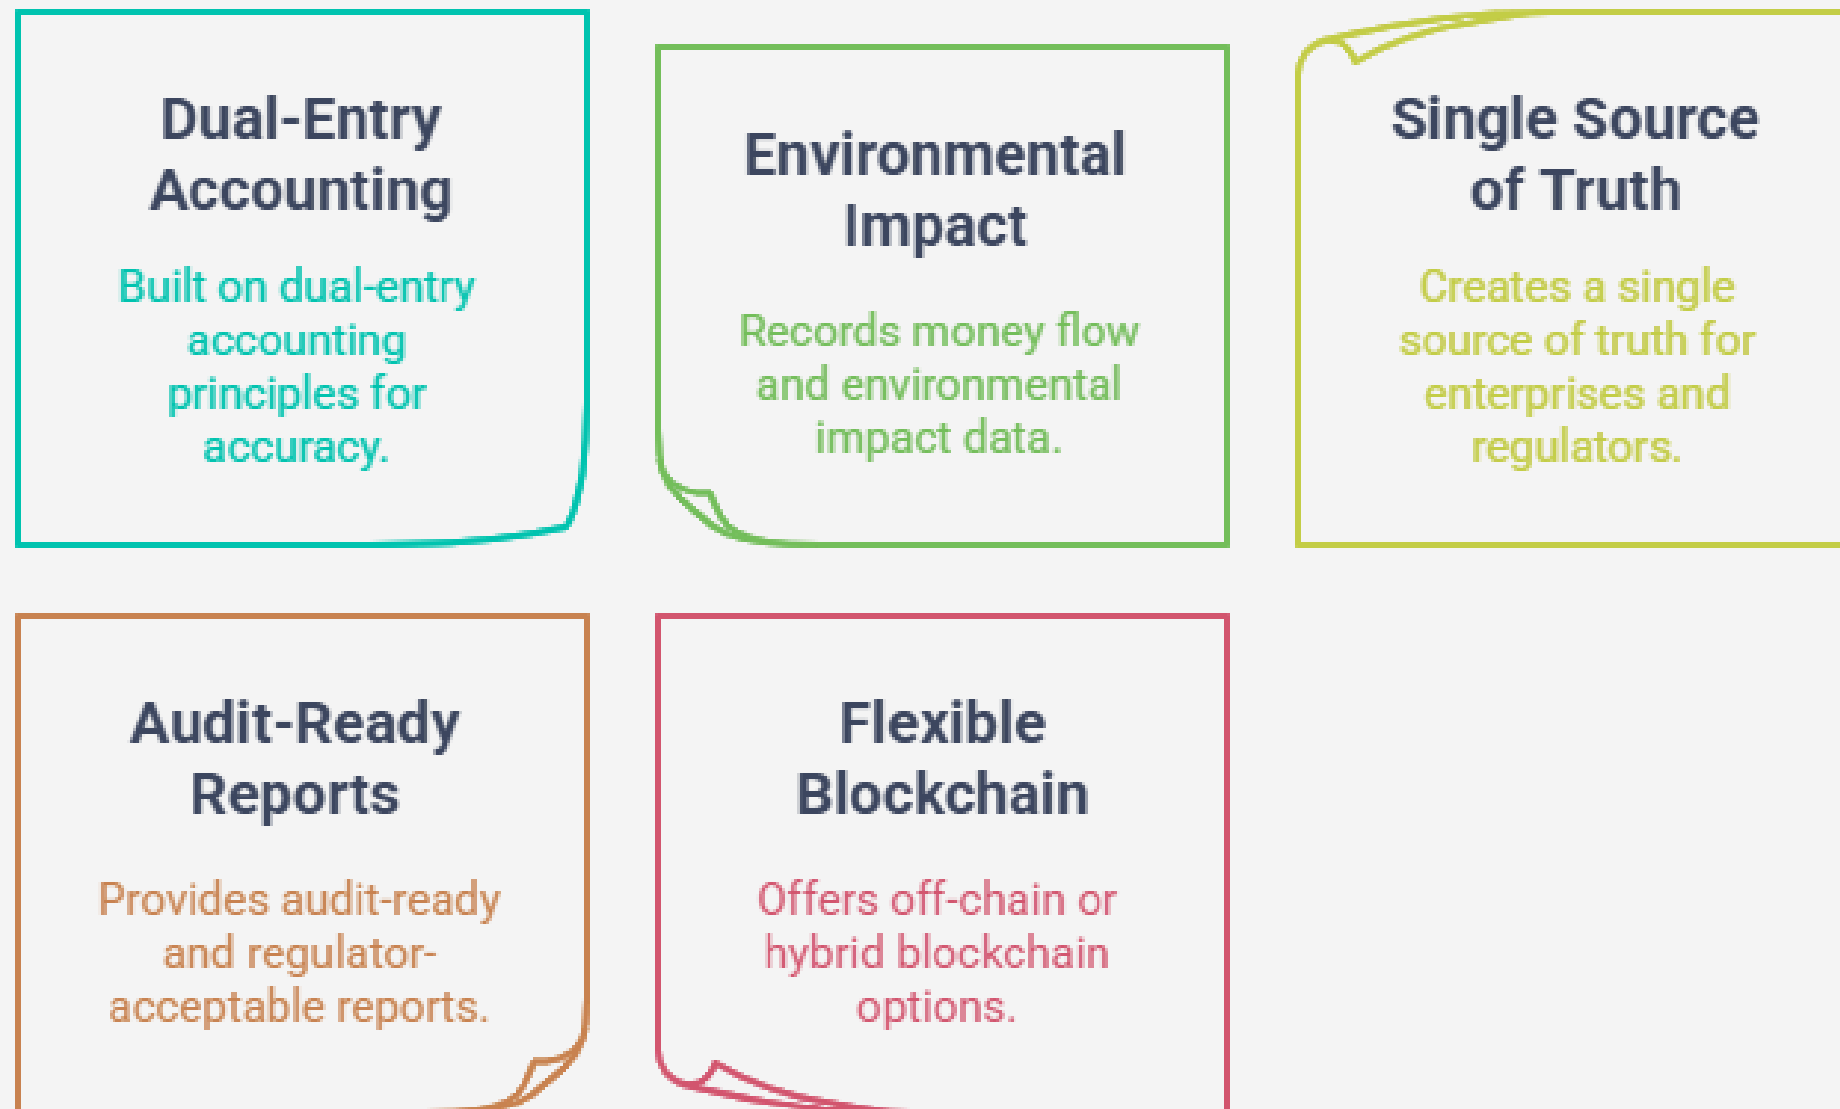 Dual-Entry
Accounting
Built on dual-entry
accounting
principles for
accuracy.
Environmental
Impact
Records money flow
and environmental
impact data.
Single Source
of Truth
Creates a single
source of truth for
enterprises and
regulators.
Audit-Ready
Reports
Provides audit-ready
and regulator-
acceptable reports.
Flexible
Blockchain
Offers off-chain or
hybrid blockchain
options.